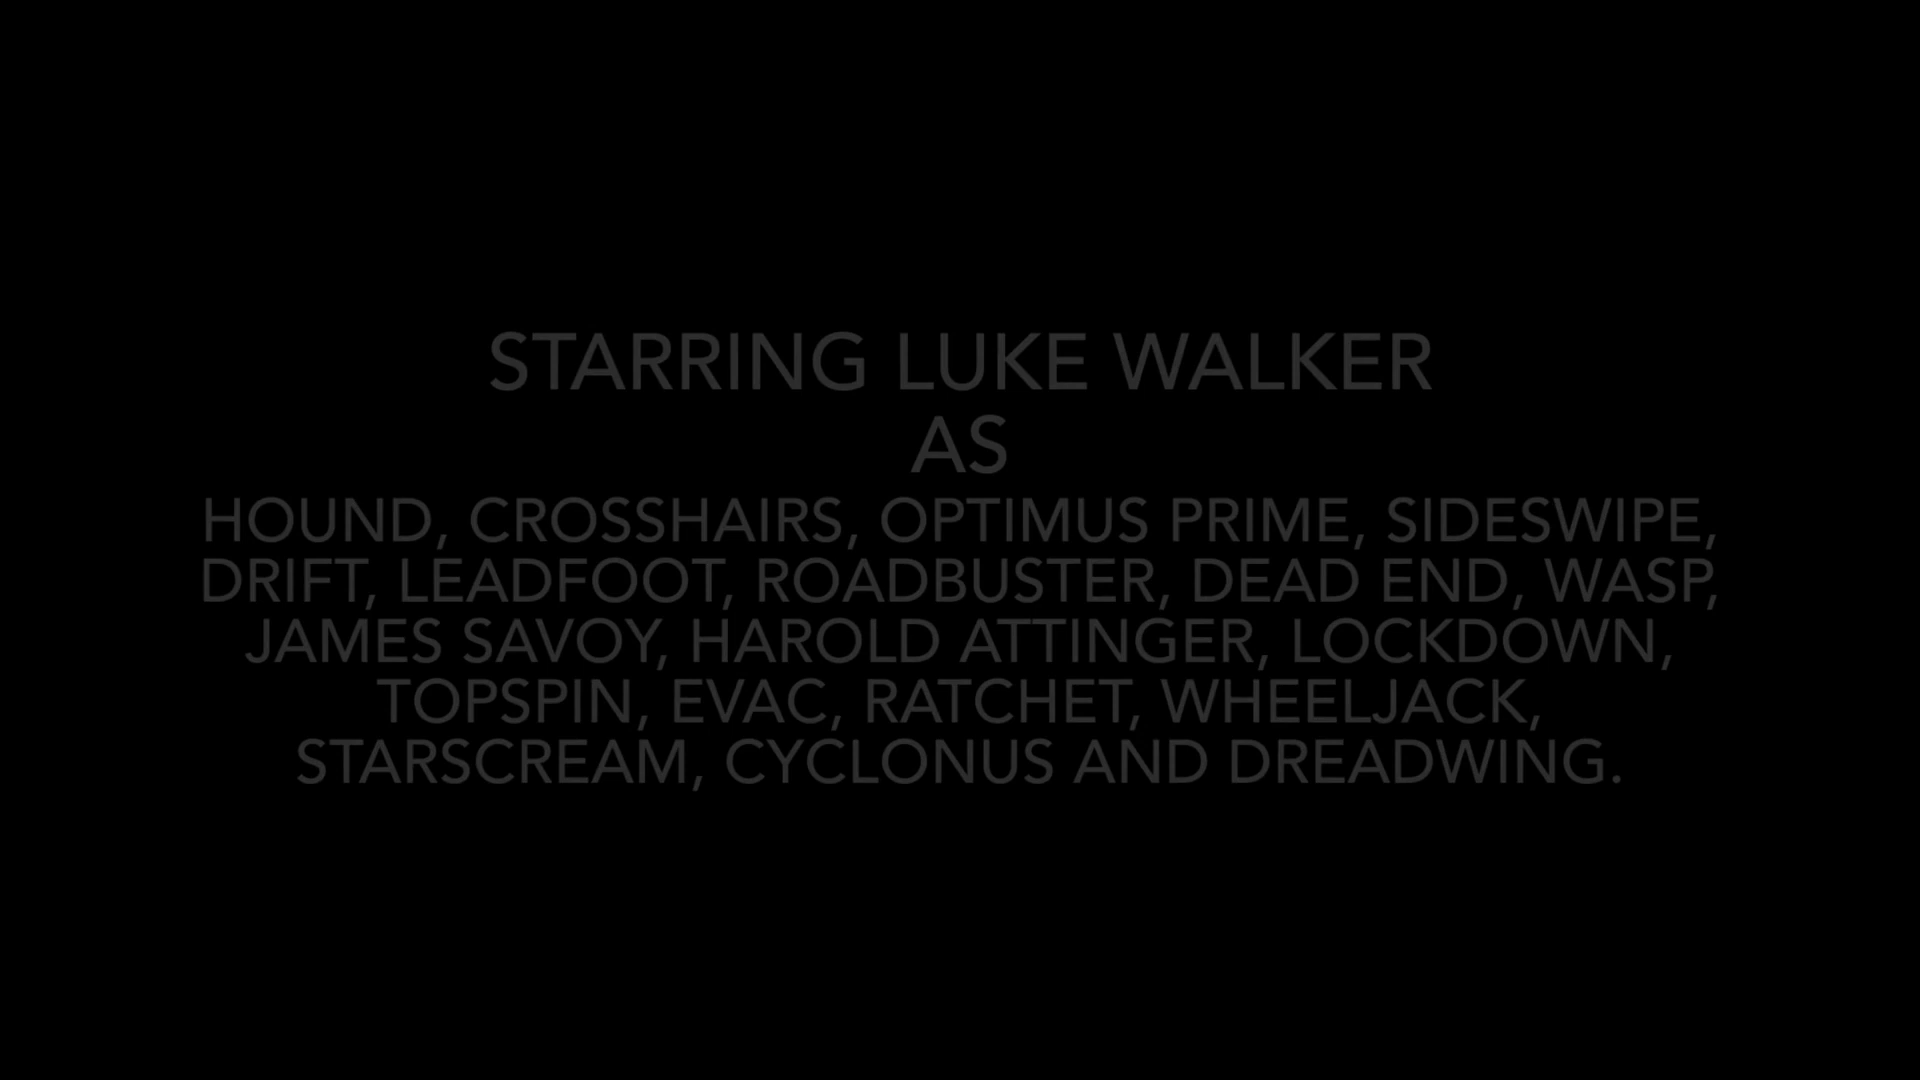 STARRING LUKE WALKER
AS
HOUND, CROSSHAIRS, OPTIMUS PRIME, SIDESWIPE,
DRIFT, LEADFOOT, ROADBUSTER, DEAD END, WASP,
JAMES SAVOY, HAROLD ATTINGER, LOCKDOWN,
TOPSPIN, EVAC, RATCHET, WHEELJACK,
STARSCREAM, CYCLONUS AND DREADWING.